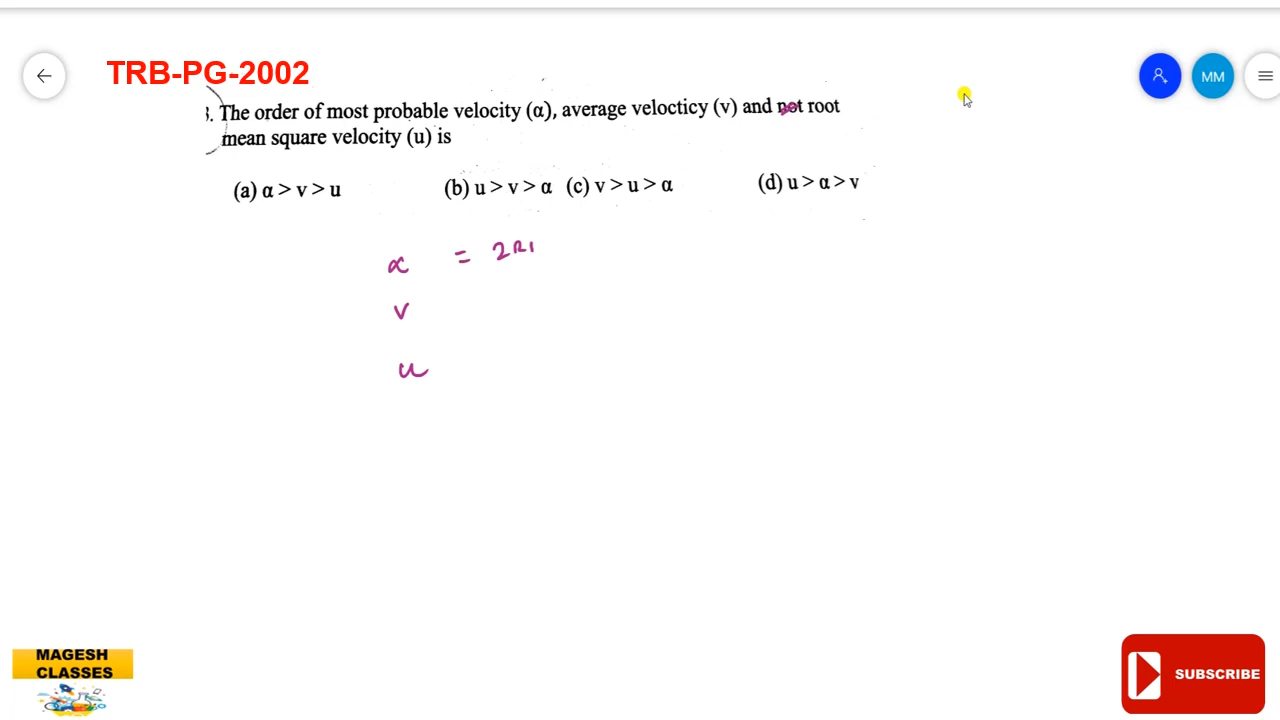 TRB-PG-2002
3. The order of most probable velocity (α), average velocticy (v) and not root
mean square velocity (u) is
(a) α > v > u (b) u > v > α (c) v > u > α (d) u > α > v
α = 2R
v
u
MM
MAGESH
CLASSES
SUBSCRIBE